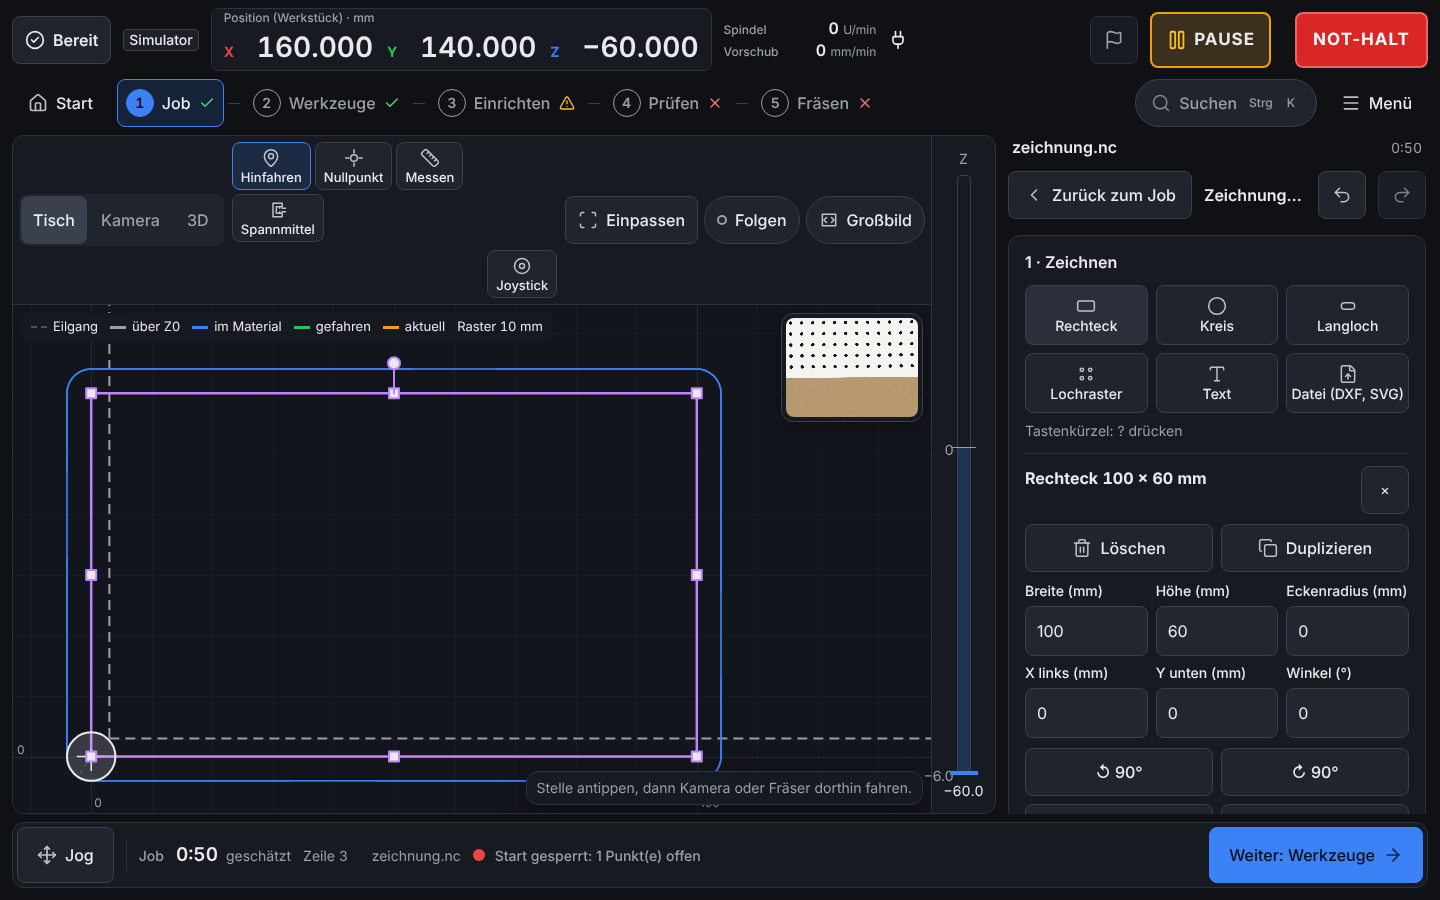 Bereit
Simulator
Position (Werkstück) · mm
X 160.000 Y 140.000 Z −60.000
Spindel 0 U/min
Vorschub 0 mm/min
PAUSE
NOT-HALT
Start
1 Job
2 Werkzeuge
3 Einrichten
4 Prüfen
5 Fräsen
Suchen Strg K
Menü
Hinfahren
Nullpunkt
Messen
Tisch
Kamera
3D
Spannmittel
Einpassen
Folgen
Großbild
Joystick
Eilgang
über Z0
im Material
gefahren
aktuell
Raster 10 mm
Z
0
−6.0
−60.0
0
0
Stelle antippen, dann Kamera oder Fräser dorthin fahren.
zeichnung.nc 0:50
Zurück zum Job
Zeichnung...
1 · Zeichnen
Rechteck
Kreis
Langloch
Lochraster
Text
Datei (DXF, SVG)
Tastenkürzel: ? drücken
Rechteck 100 × 60 mm
×
Löschen
Duplizieren
Breite (mm) Höhe (mm) Eckenradius (mm)
100 60 0
X links (mm) Y unten (mm) Winkel (°)
0 0 0
90° 90°
Jog
Job 0:50 geschätzt Zeile 3 zeichnung.nc Start gesperrt: 1 Punkt(e) offen
Weiter: Werkzeuge